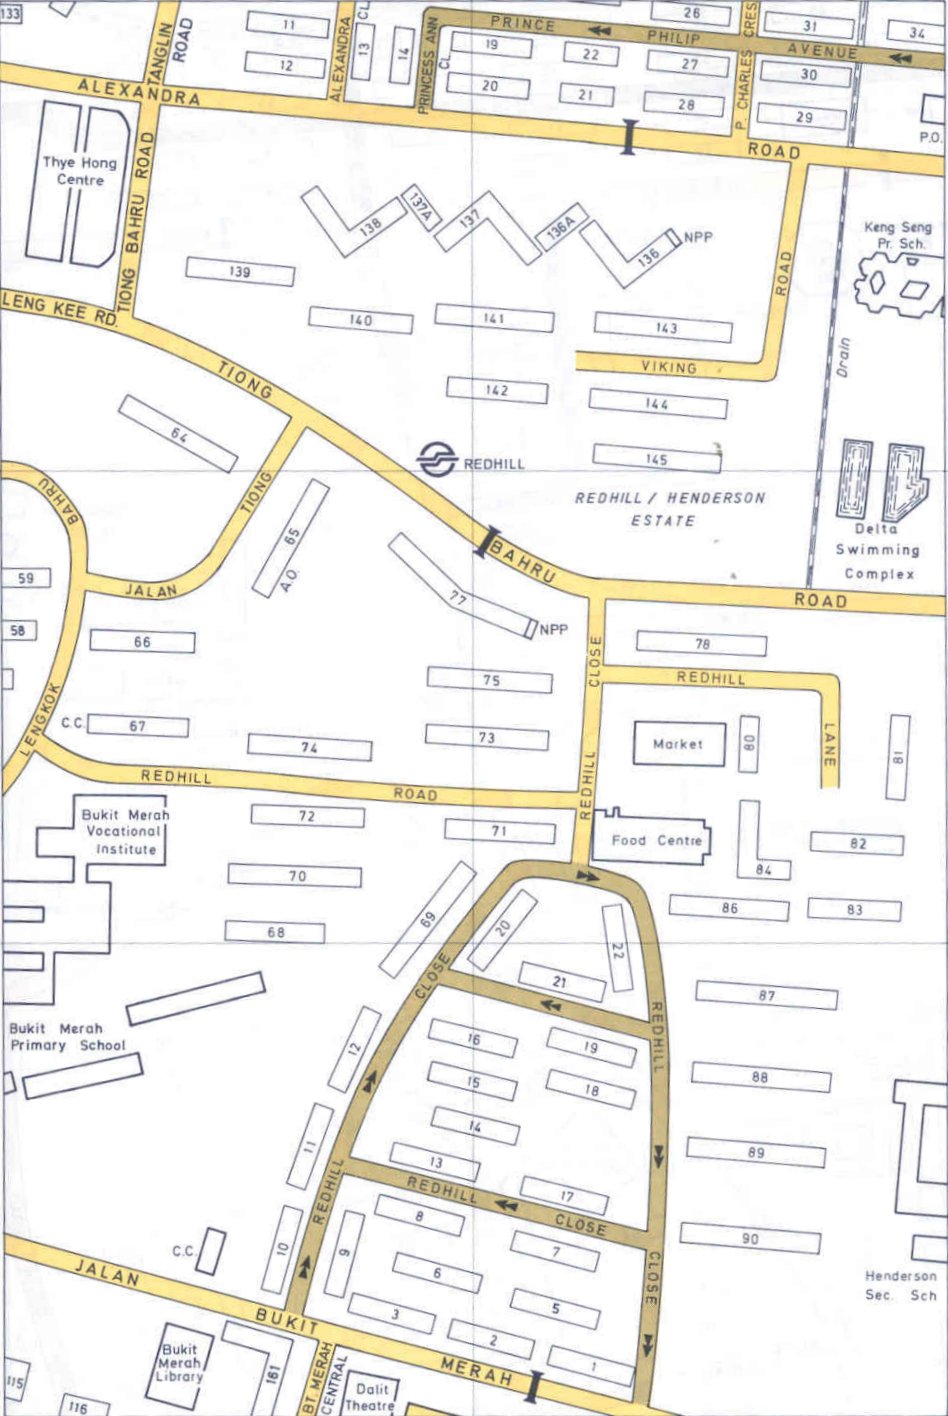 133
TANGLIN ROAD
11
12
ALEXANDRA CL
13
14
PRINCESS ANN CL
PRINCE PHILIP AVENUE
19
20
22
21
26
27
28
P. CHARLES CRES
31
30
29
34
P.O.
ALEXANDRA ROAD
Thye Hong
Centre
TIONG BAHRU ROAD
138
137A
137
136A
136
NPP
139
140
141
143
ROAD
VIKING
Keng Seng
Pr. Sch.
Drain
LENG KEE RD.
TIONG
142
144
145
64
REDHILL
REDHILL / HENDERSON
ESTATE
Delta
Swimming
Complex
BAHRU
TIONG
JALAN
65
A.O.
59
58
66
77
NPP
BAHRU
ROAD
78
CLOSE
REDHILL
REDHILL
LANE
75
73
C.C.
67
74
LENGKOK
Market
80
81
REDHILL
ROAD
Bukit Merah
Vocational
Institute
72
71
Food Centre
84
82
70
69
86
83
68
20
22
21
CLOSE
REDHILL
87
Bukit Merah
Primary School
12
16
19
15
18
88
14
11
13
89
REDHILL
REDHILL
CLOSE
17
8
7
90
C.C.
10
9
6
CLOSE
Henderson
Sec. Sch
5
3
2
1
JALAN
BUKIT
MERAH
Bukit
Merah
Library
161
BT. MERAH
CENTRAL
Dalit
Theatre
115
116